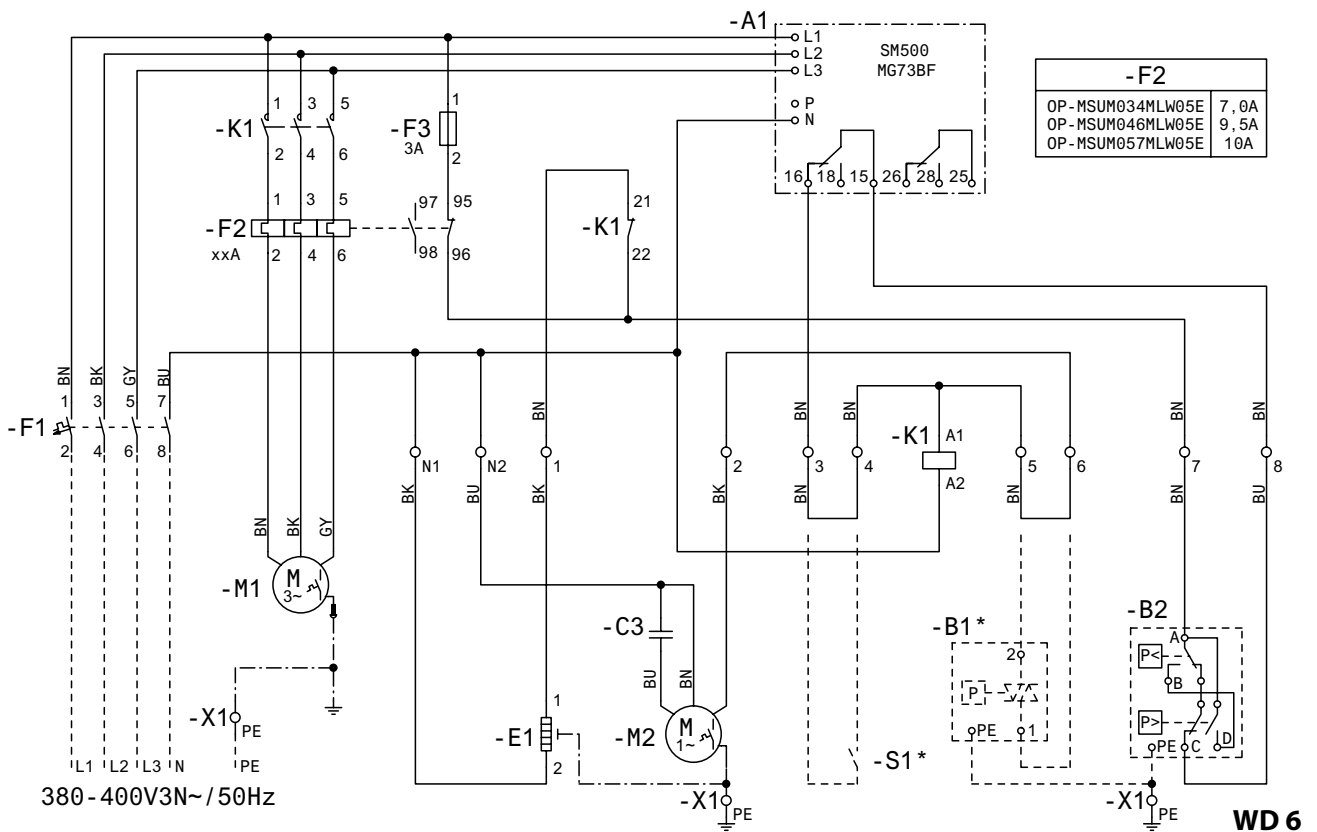 -A1
L1
L2
L3
P
N
SM500
MG73BF
16 18 15 26 28 25
-F2
OP-MSUM034MLW05E 7,0A
OP-MSUM046MLW05E 9,5A
OP-MSUM057MLW05E 10A
-K1
1 3 5
2 4 6
-F3
3A
1
2
-F2
xxA
1 3 5
2 4 6
97 95
98 96
-K1
21
22
BN BK GY BU
1 3 5 7
-F1
2 4 6 8
BN BN BN BN BN BN
-K1 A1
A2
N1 N2 1 2 3 4 5 6 7 8
BK BU BK BK BN BN BN BU
BN BK GY
-M1
M
3~
-C3
BU BN
-M2
M
1~
-E1
1
2
-X1
PE
-S1*
-B1*
2
P
PE 1
-B2
A
P<
B
P>
PE C D
L1 L2 L3 N PE
380-400V3N~/50Hz
-X1
PE
-X1
PE
WD 6